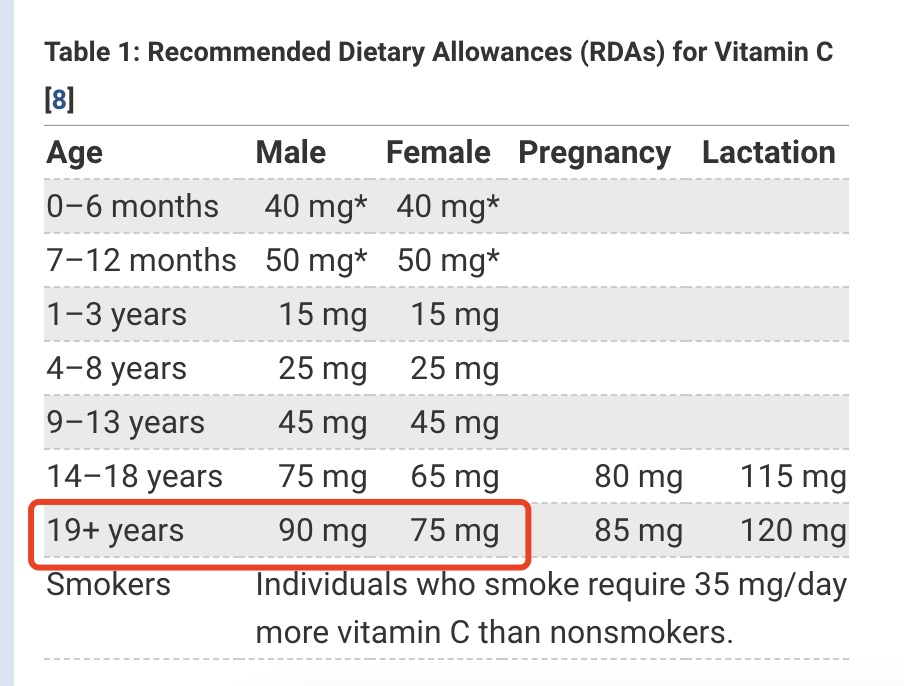 Table 1: Recommended Dietary Allowances (RDAs) for Vitamin C
[8]
Age Male Female Pregnancy Lactation
0–6 months 40 mg* 40 mg*
7–12 months 50 mg* 50 mg*
1–3 years 15 mg 15 mg
4–8 years 25 mg 25 mg
9–13 years 45 mg 45 mg
14–18 years 75 mg 65 mg 80 mg 115 mg
19+ years 90 mg 75 mg 85 mg 120 mg
Smokers Individuals who smoke require 35 mg/day
more vitamin C than nonsmokers.